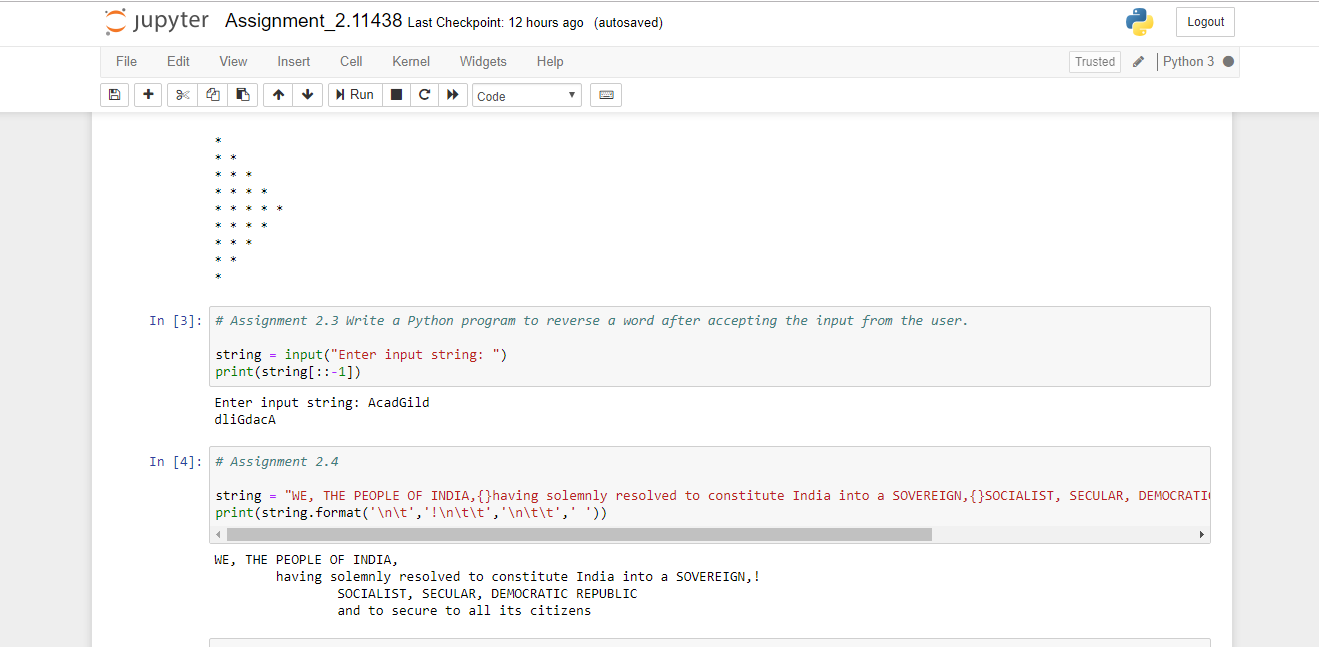 jupyter Assignment_2.11438 Last Checkpoint: 12 hours ago (autosaved) Logout
File Edit View Insert Cell Kernel Widgets Help Trusted Python 3
Run Code
*
* *
* * *
* * * *
* * * * *
* * * *
* * *
* *
*
In [3]: # Assignment 2.3 Write a Python program to reverse a word after accepting the input from the user.
string = input("Enter input string: ")
print(string[::-1])
Enter input string: AcadGild
dliGdacA
In [4]: # Assignment 2.4
string = "WE, THE PEOPLE OF INDIA,{}having solemnly resolved to constitute India into a SOVEREIGN,{}SOCIALIST, SECULAR, DEMOCRATI
print(string.format('\n\t','!\n\t\t','\n\t\t',' '))
WE, THE PEOPLE OF INDIA,
having solemnly resolved to constitute India into a SOVEREIGN,!
SOCIALIST, SECULAR, DEMOCRATIC REPUBLIC
and to secure to all its citizens